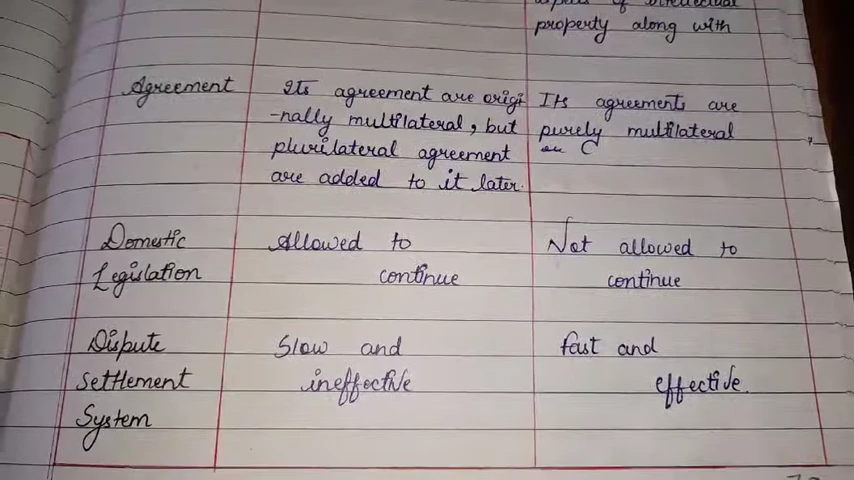 property along with
Agreement
Its agreement are origi
-nally multilateral, but
plurilateral agreement
are added to it later.
Its agreements are
purely multilateral
Domestic
Legislation
Allowed to
continue
Not allowed to
continue
Dispute
Settlement
System
Slow and
ineffective
fast and
effective.